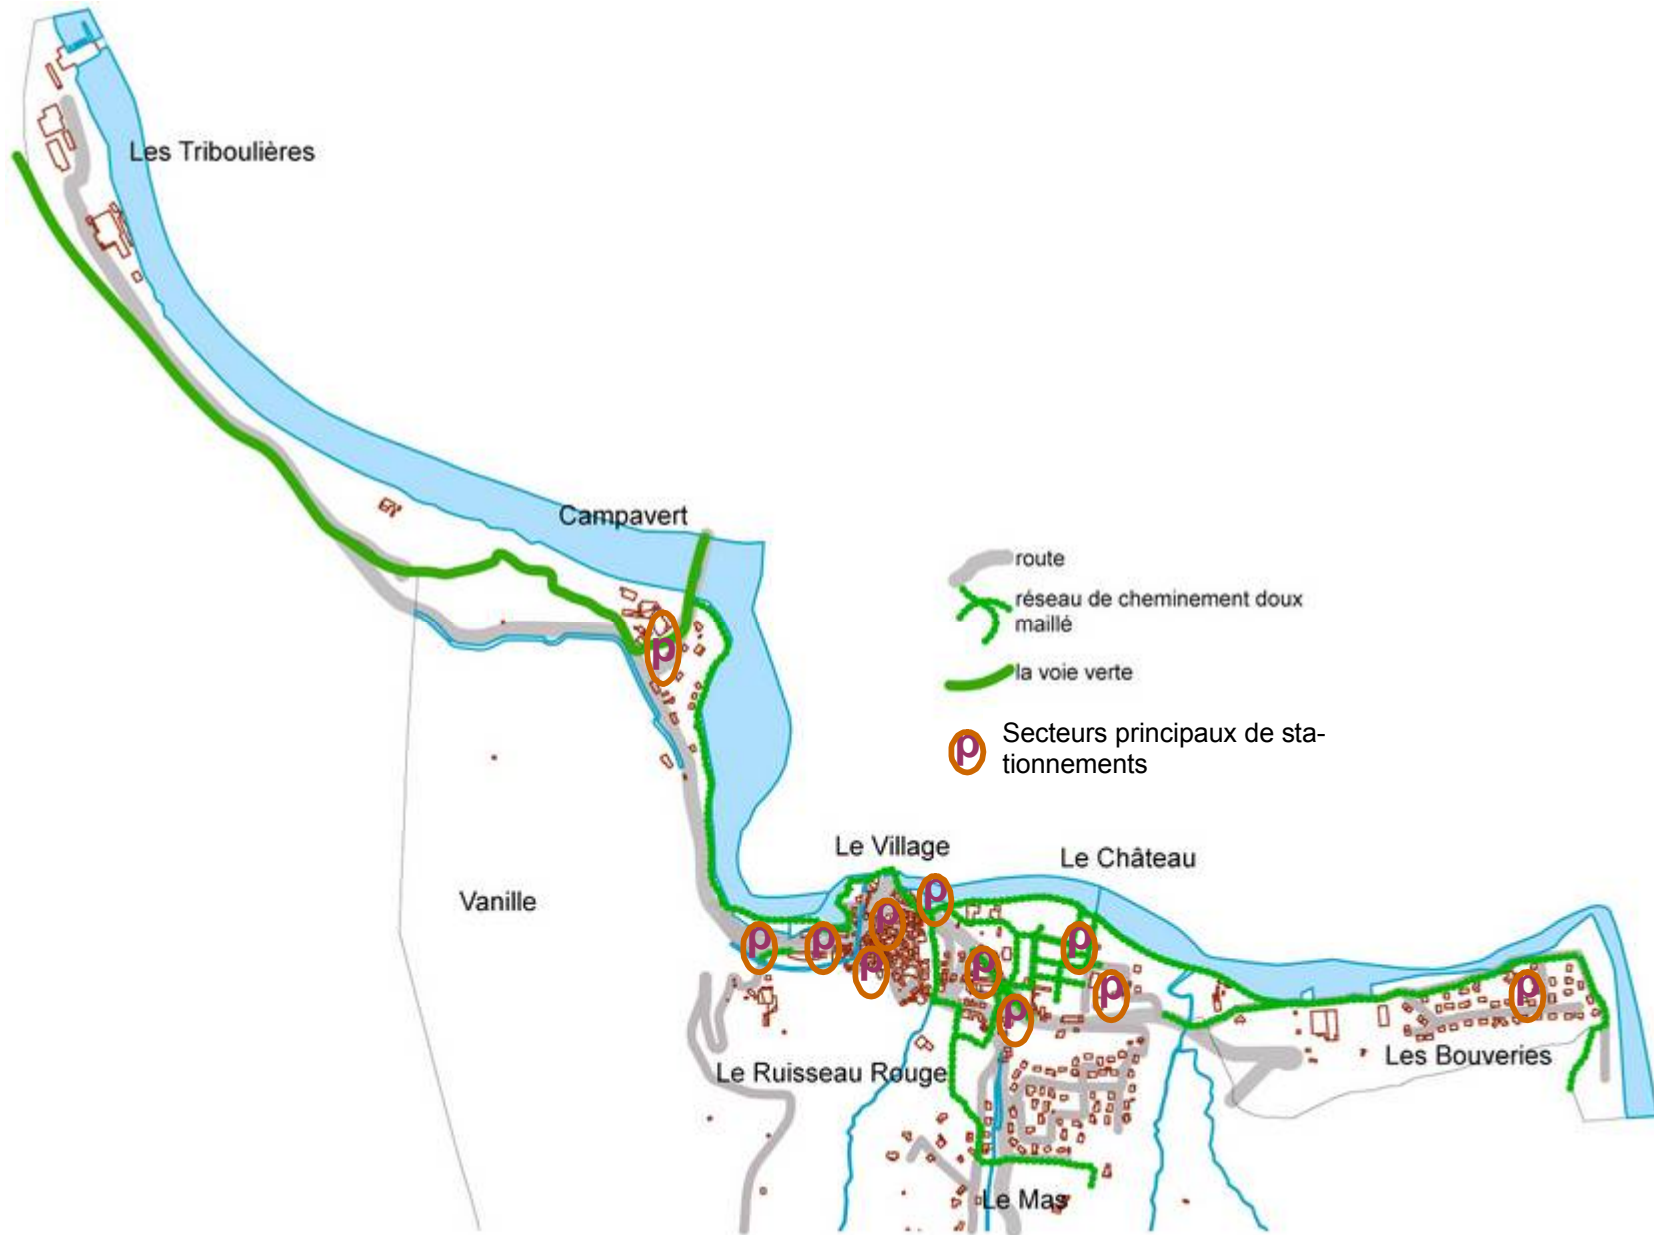 Les Triboulières
Campavert
route
réseau de cheminement doux
maillé
la voie verte
p
p
Secteurs principaux de sta-
tionnements
Le Village
Le Château
Vanille
p
p
p
p
p
p
p
p
p
p
Les Bouveries
Le Ruisseau Rouge
Le Mas